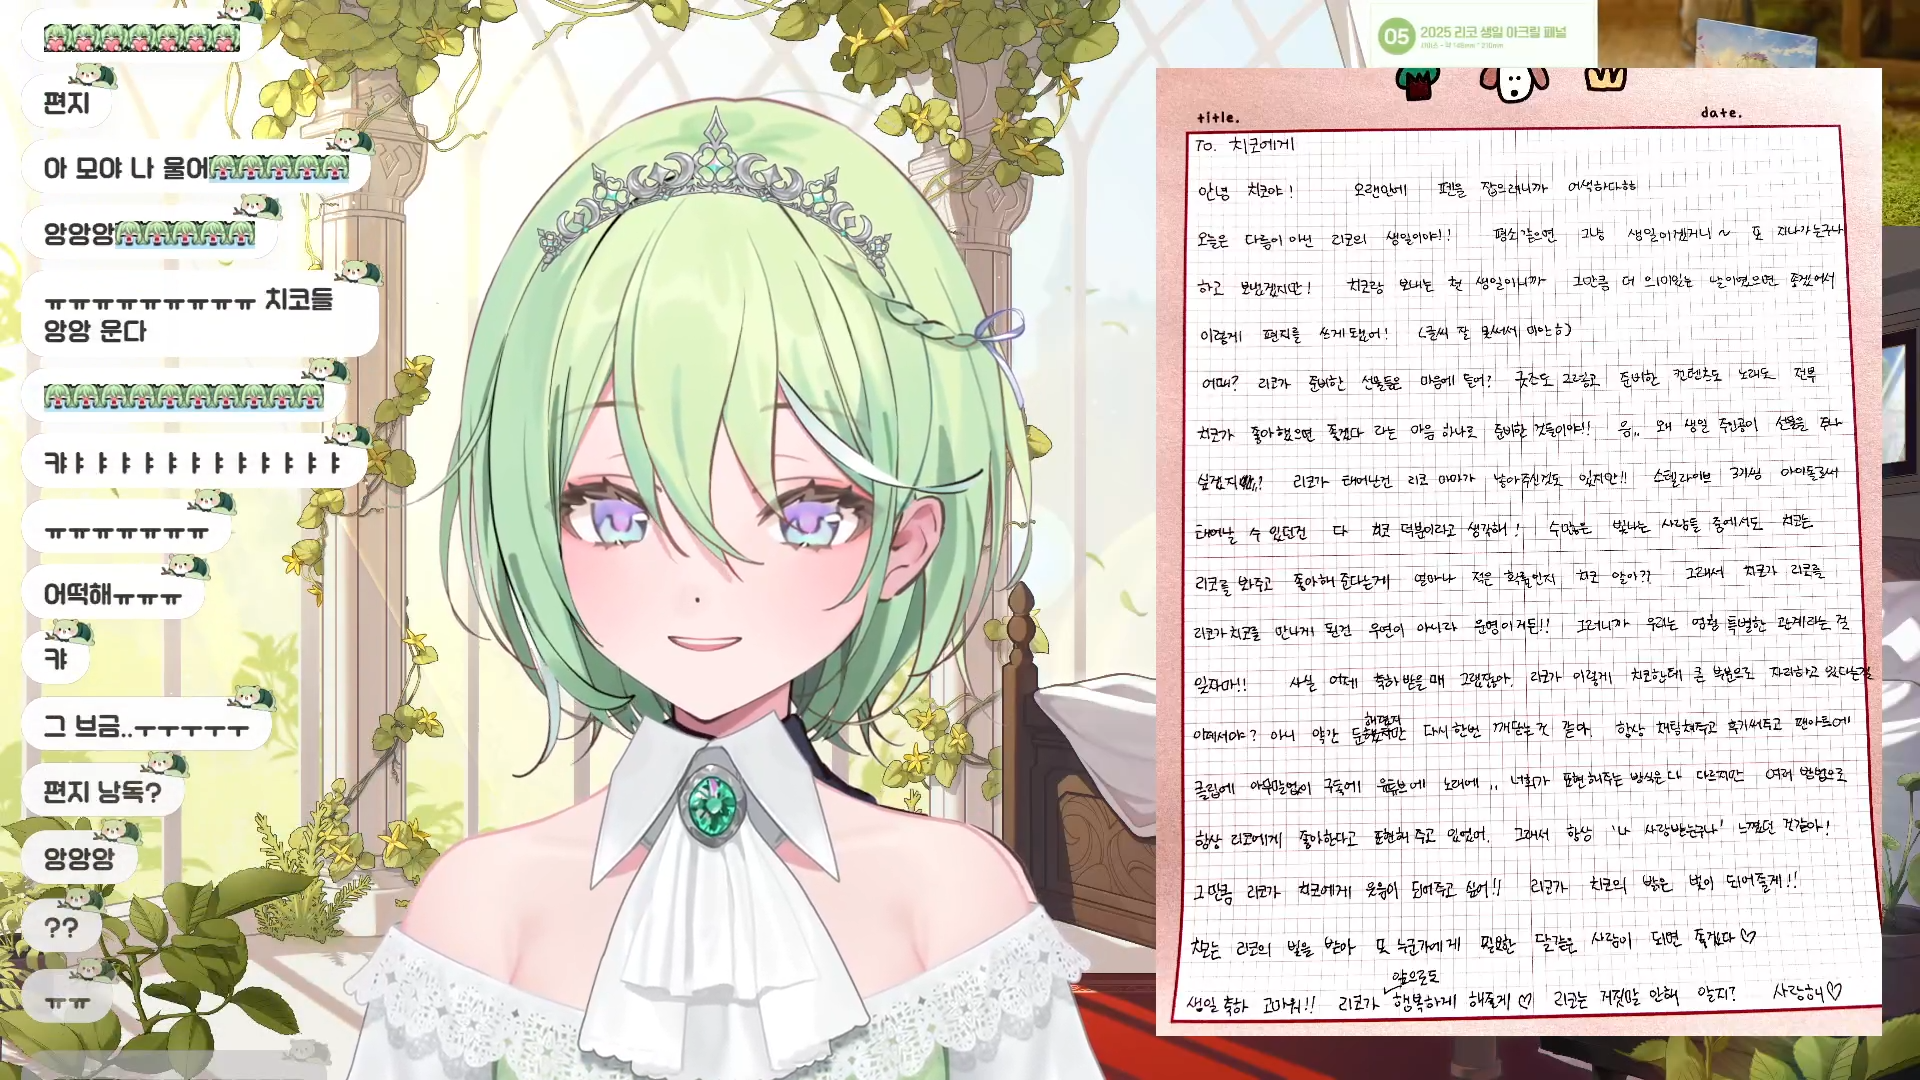 편지
아 모야 나 울어
앙앙앙
ㅠㅠㅠㅠㅠㅠㅠㅠㅠ 치코들
앙앙 운다
캬ㅑㅑㅑㅑㅑㅑㅑㅑㅑㅑㅑ
ㅠㅠㅠㅠㅠㅠㅠ
어떡해ㅠㅠㅠ
캬
그 브금..ㅜㅜㅜㅜㅜ
편지 낭독?
앙앙앙
??
ㅠㅠ
05 2025 리코 생일 아크릴 패널
title. date.
To. 치코에게
안녕 치코야! 오랜만에 펜을 잡으려니까 어색하다ㅎㅎ
오늘은 다름이 아닌 리코의 생일이야!! 평소같으면 그냥 생일이겠거니~ 또 지나가는구나
하고 보냈겠지만! 치코랑 보내는 첫 생일이니까 그만큼 더 의미있는 날이였으면 좋겠어서
이렇게 편지를 쓰게됐어! (글씨 잘 못써서 미안ㅎ)
어때? 리코가 준비한 선물들은 마음에 들어? 굿즈도 그렇고 준비한 컨텐츠도 노래도 전부
치코가 좋아했으면 좋겠다 라는 마음 하나로 준비한 것들이야!! 음,, 왜 생일 주인공이 선물을 주나
싶겠지만,,? 리코가 태어난건 리코 마마가 낳아주신것도 있지만!! 스텔라이브 3기생 아이돌로서
태어날 수 있었던건 다 치코 덕분이라고 생각해! 수많은 빛나는 사람들 중에서도 치코는
리코를 봐주고 좋아해 준다는게 얼마나 적은 확률인지 치코 알아?? 그래서 치코가 리코를
리코가 치코를 만나게 된건 우연이 아니라 운명이거든!! 그러니까 우리는 엄청 특별한 관계라는 걸
잊지마!! 사실 어제 축하 받을 때 그랬잖아. 리코가 이렇게 치코한테 큰 부분으로 자리하고 있다는걸
이제서야? 아니 약간 둔해졌지만 다시 한번 깨닫는 것 같아. 항상 채팅쳐주고 후기써주고 팬아트에
클립에 아무말없이 구독에 유튜브에 노래에,, 너희가 표현해주는 방식은 다 다르지만 여러 방법으로
항상 리코에게 좋아한다고 표현해 주고 있었어. 그래서 항상 '나 사랑받는구나' 느꼈던 것같아!
그만큼 리코가 치코에게 웃음이 되어주고 싶어!! 리코가 치코의 밝은 빛이 되어줄게!!
치코는 리코의 빛을 받아 또 누군가에게 필요한 달같은 사람이 되면 좋겠다♡
생일 축하 고마워!! 리코가 앞으로도 행복하게 해줄게♡ 리코는 거짓말 안해 알지? 사랑해♡